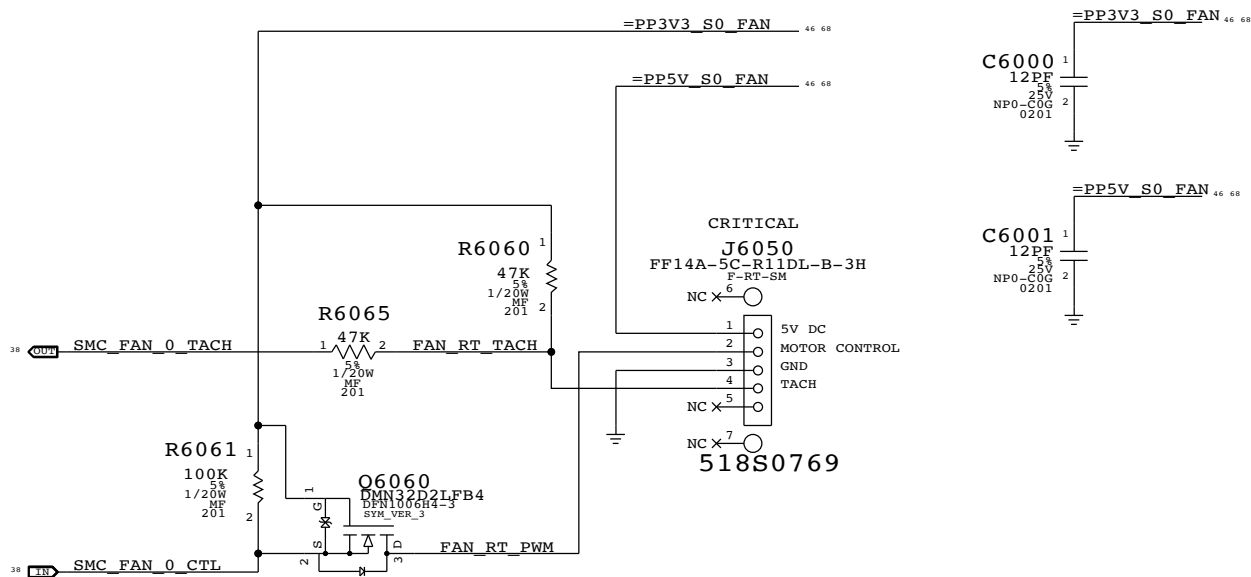 =PP3V3_S0_FAN 46 68
=PP5V_S0_FAN 46 68
=PP3V3_S0_FAN 46 68
C6000 1
12PF
5%
25V
NP0-C0G 2
0201
=PP5V_S0_FAN 46 68
C6001 1
12PF
5%
25V
NP0-C0G 2
0201
R6060 1
47K
5%
1/20W
MF
201 2
CRITICAL
J6050
FF14A-5C-R11DL-B-3H
F-RT-SM
NC 6
1 5V DC
2 MOTOR CONTROL
3 GND
4 TACH
NC 5
NC 7
518S0769
R6065
38 OUT SMC_FAN_0_TACH 1 47K 2 FAN_RT_TACH
5%
1/20W
MF
201
R6061 1
100K
5%
1/20W
MF
201 2
Q6060
DMN32D2LFB4
DFN1006H4-3
SYM_VER_3
1 G
2 S
3 D
FAN_RT_PWM
38 IN SMC_FAN_0_CTL